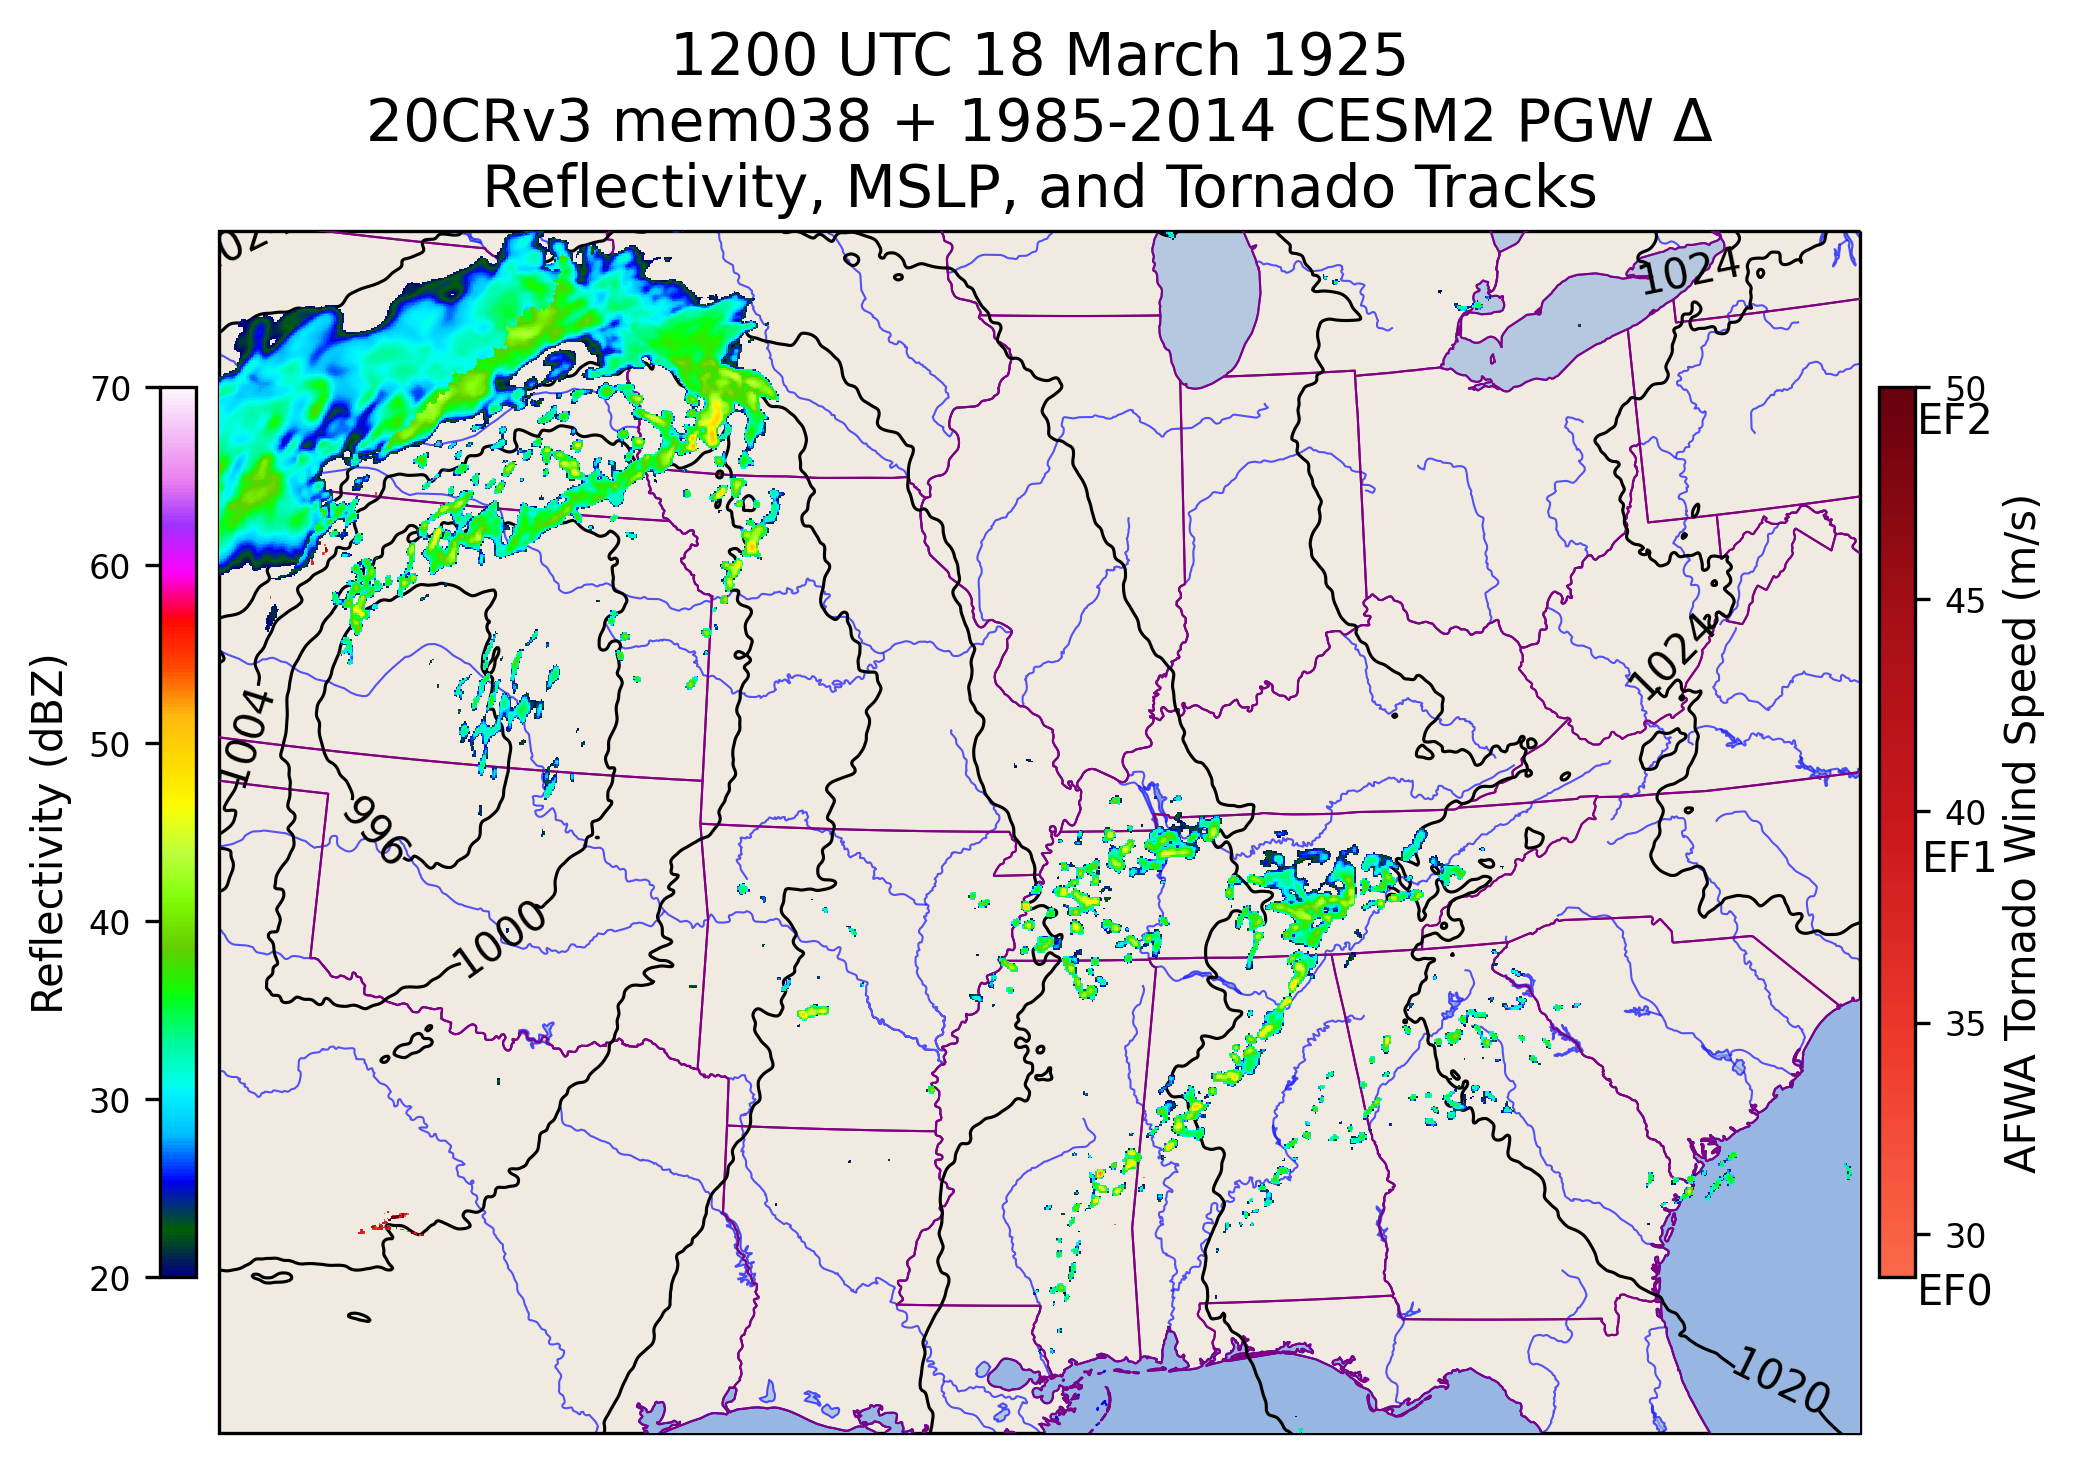 1200 UTC 18 March 1925
20CRv3 mem038 + 1985-2014 CESM2 PGW Δ
Reflectivity, MSLP, and Tornado Tracks
1024
1024
1004
996
1000
1020
Reflectivity (dBZ)
70
60
50
40
30
20
50
EF2
45
40
EF1
35
30
EF0
AFWA Tornado Wind Speed (m/s)